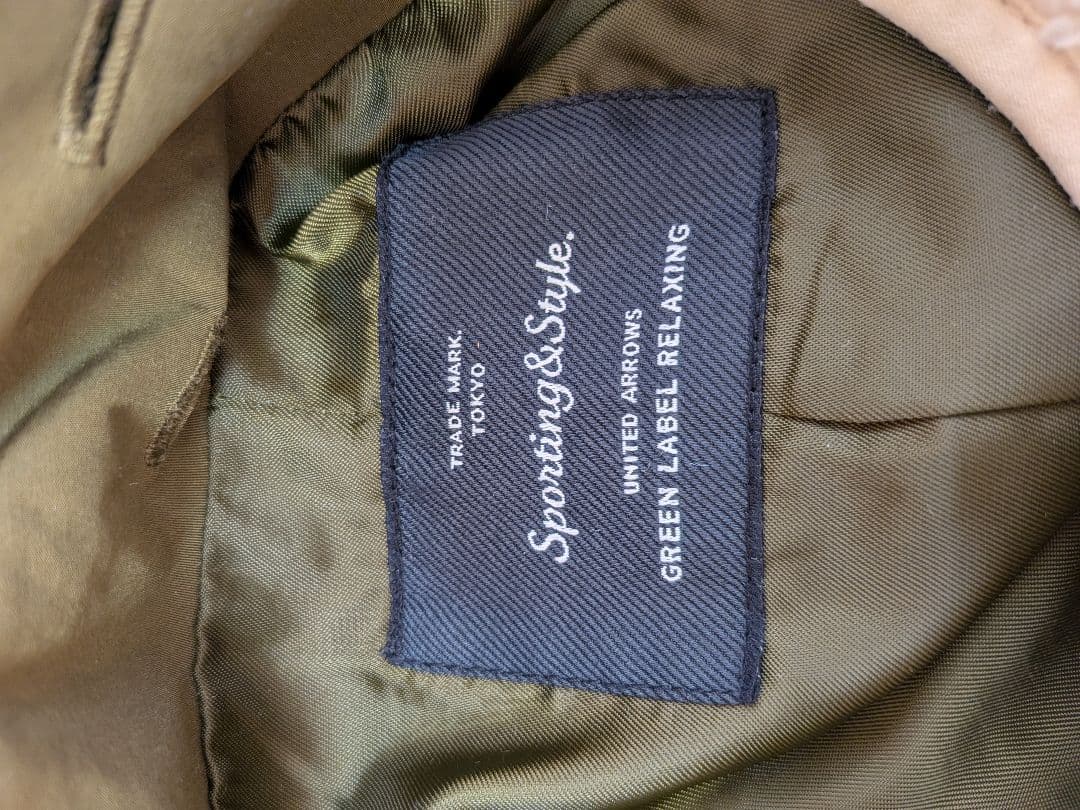 TRADE MARK.
TOKYO
Sporting&Style.
UNITED ARROWS
GREEN LABEL RELAXING